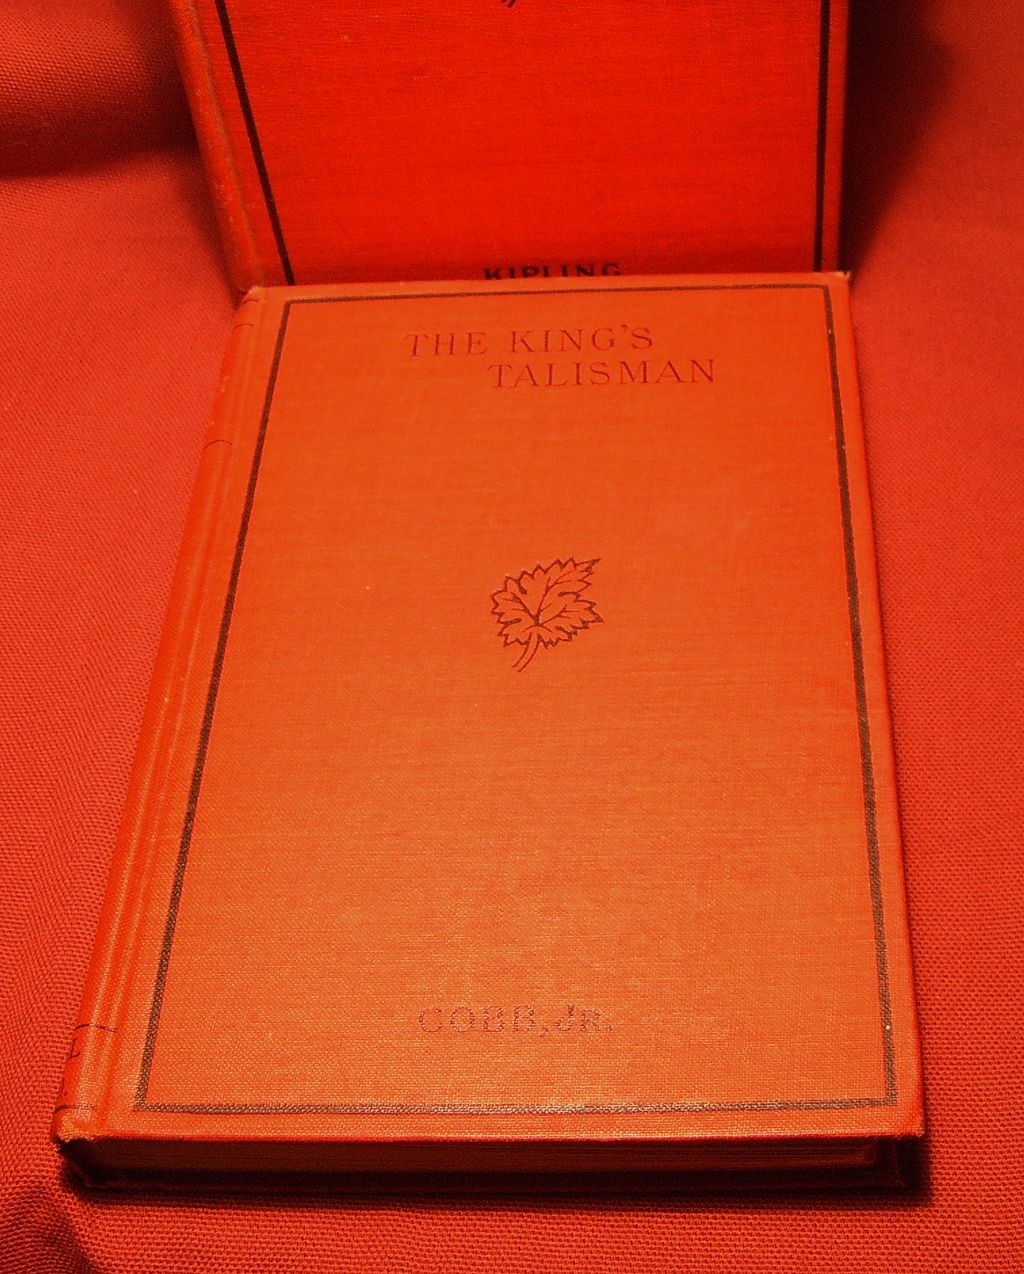 KIPLING
THE KING'S
TALISMAN
COBB, JR.